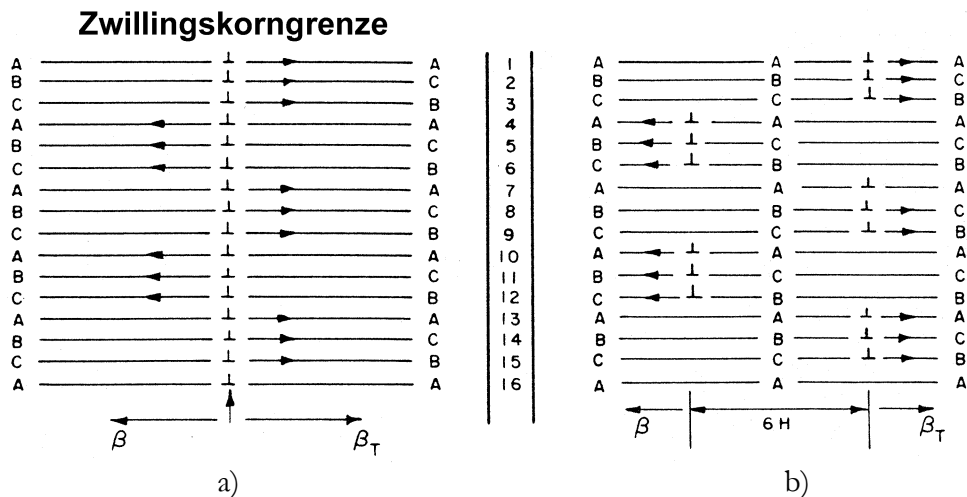 Zwillingskorngrenze
A A 1 A A A
B C 2 B B C
C B 3 C C B
A A 4 A A A
B C 5 B C C
C B 6 C B B
A A 7 A A A
B C 8 B B C
C B 9 C C B
A A 10 A A A
B C 11 B C C
C B 12 C B B
A A 13 A A A
B C 14 B B C
C B 15 C C B
A A 16 A A A
β β_T β 6H β_T
a) b)